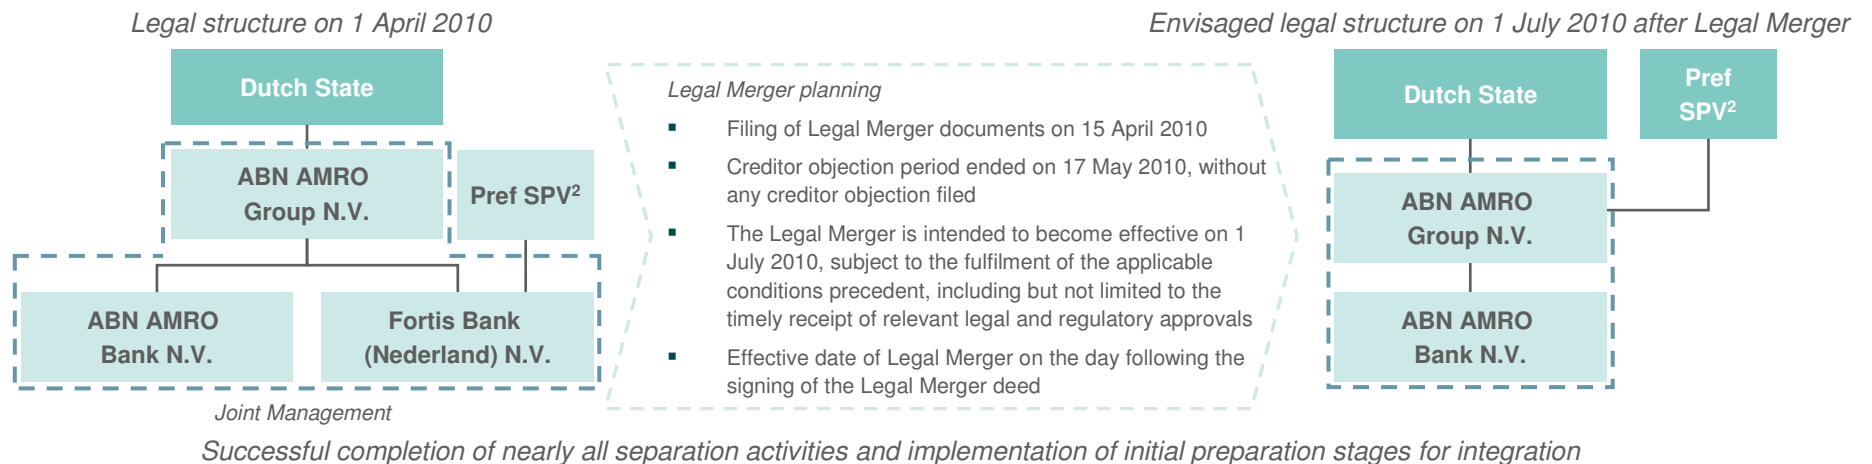 Legal structure on 1 April 2010
Dutch State
ABN AMRO
Group N.V.
Pref SPV2
ABN AMRO
Bank N.V.
Fortis Bank
(Nederland) N.V.
Joint Management
Legal Merger planning
▪ Filing of Legal Merger documents on 15 April 2010
▪ Creditor objection period ended on 17 May 2010, without
any creditor objection filed
▪ The Legal Merger is intended to become effective on 1
July 2010, subject to the fulfilment of the applicable
conditions precedent, including but not limited to the
timely receipt of relevant legal and regulatory approvals
▪ Effective date of Legal Merger on the day following the
signing of the Legal Merger deed
Envisaged legal structure on 1 July 2010 after Legal Merger
Dutch State
Pref
SPV2
ABN AMRO
Group N.V.
ABN AMRO
Bank N.V.
Successful completion of nearly all separation activities and implementation of initial preparation stages for integration